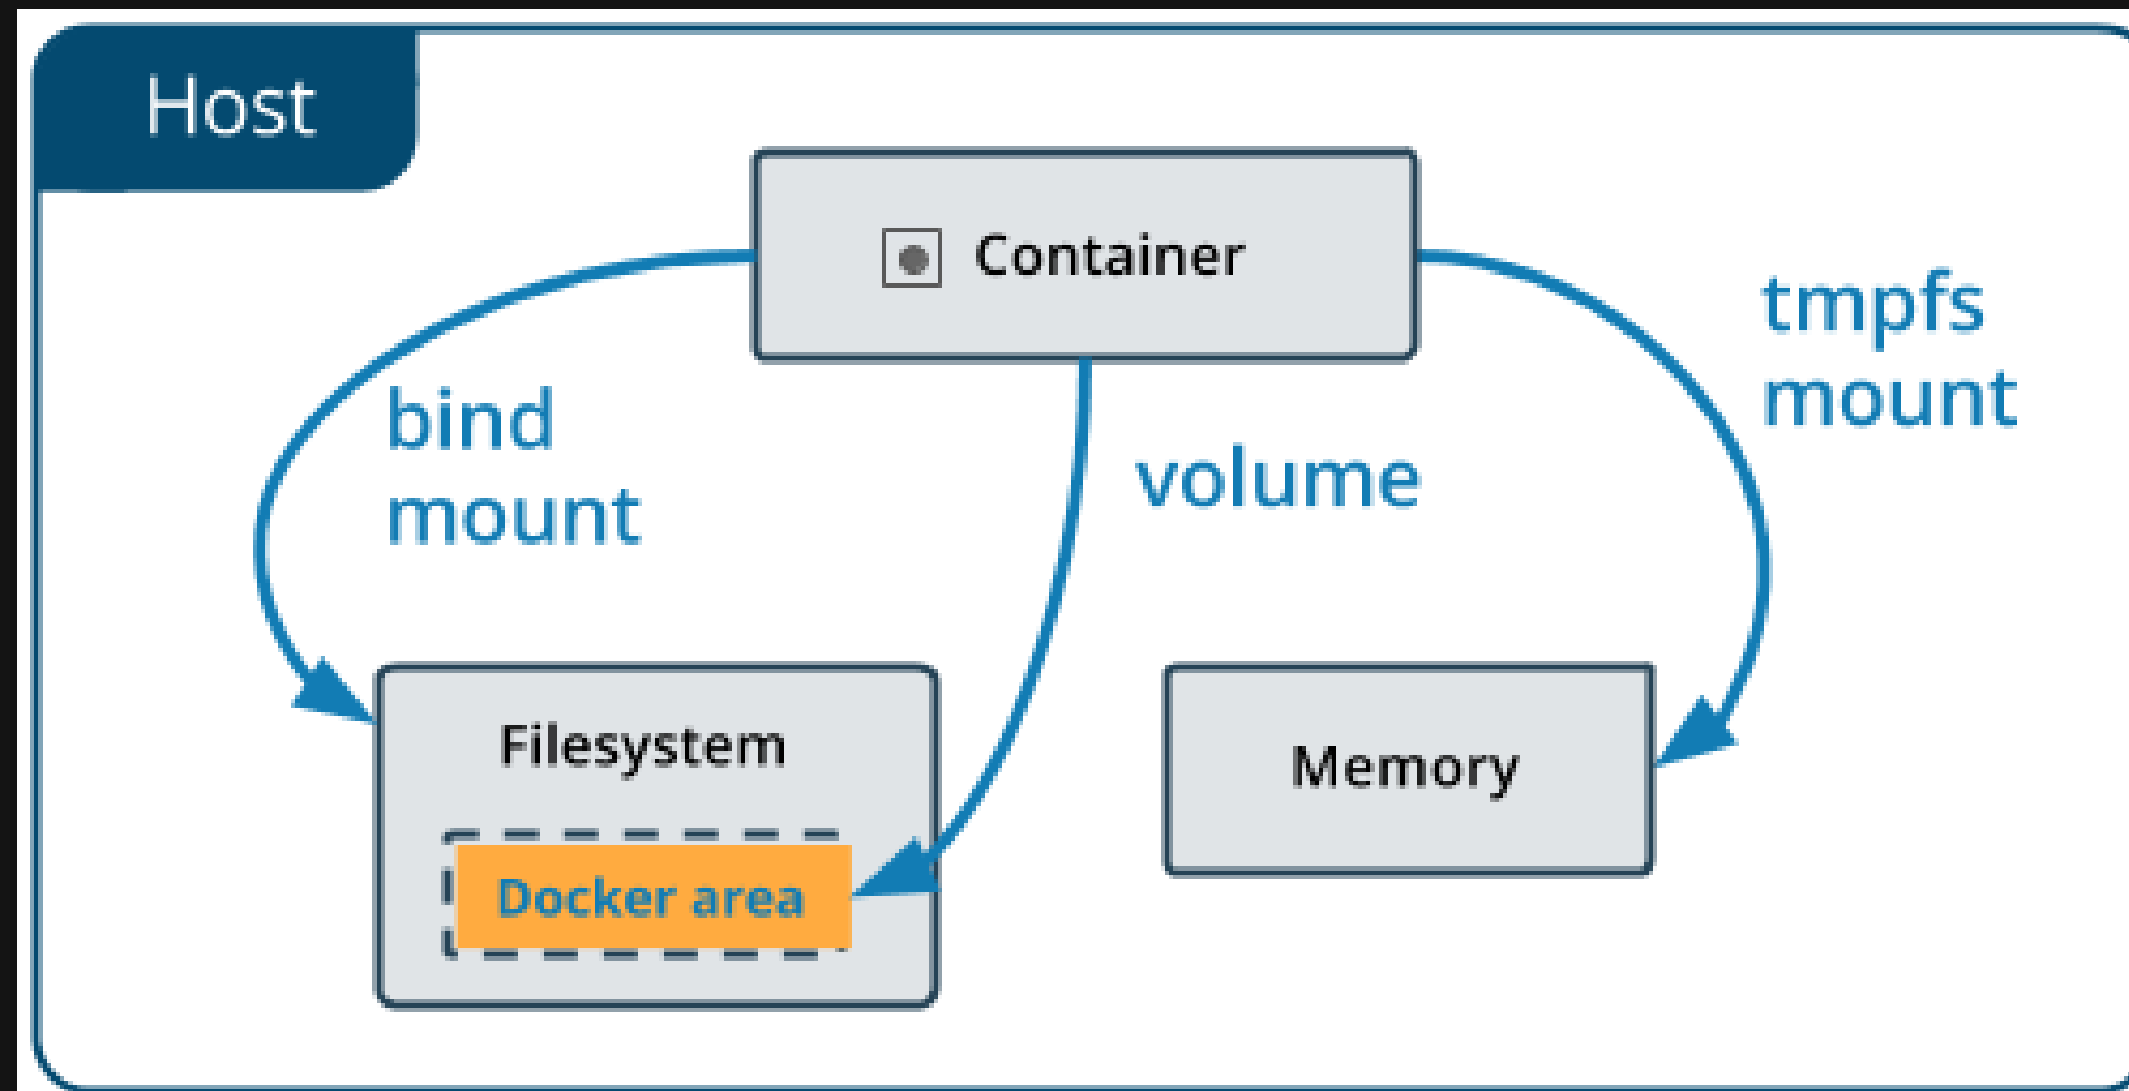 Host
Container
bind
mount
volume
tmpfs
mount
Filesystem
Docker area
Memory